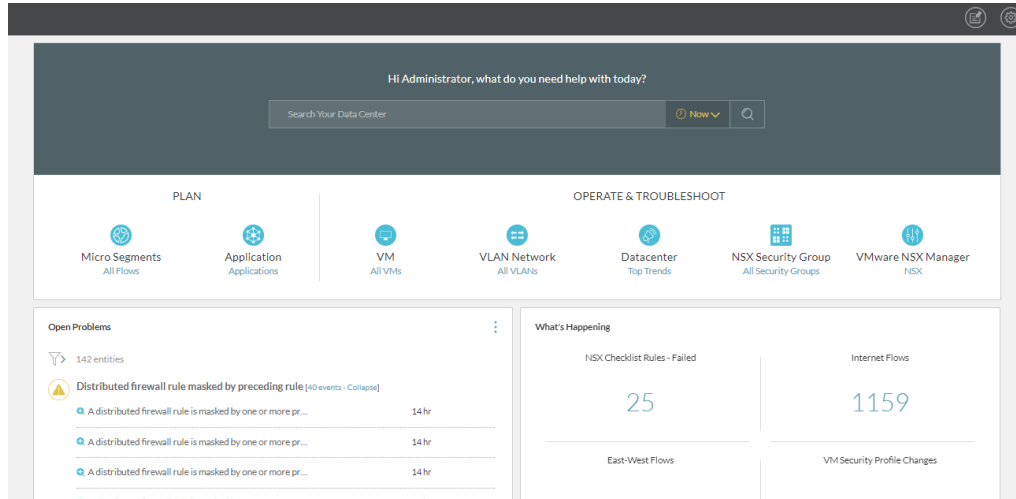 Hi Administrator, what do you need help with today?
Search Your Data Center
Now
PLAN
OPERATE & TROUBLESHOOT
Micro Segments
All Flows
Application
Applications
VM
All VMs
VLAN Network
All VLANs
Datacenter
Top Trends
NSX Security Group
All Security Groups
VMware NSX Manager
NSX
Open Problems
142 entities
Distributed firewall rule masked by preceding rule [40 events - Collapse]
A distributed firewall rule is masked by one or more pr... 14 hr
A distributed firewall rule is masked by one or more pr... 14 hr
A distributed firewall rule is masked by one or more pr... 14 hr
What's Happening
NSX Checklist Rules - Failed
25
Internet Flows
1159
East-West Flows
VM Security Profile Changes